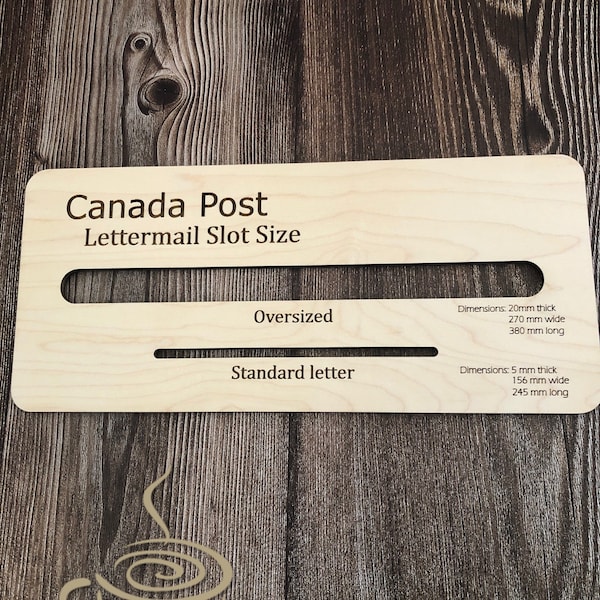 Canada Post
Lettermail Slot Size
Oversized
Dimensions: 20mm thick
270 mm wide
380 mm long
Standard letter
Dimensions: 5 mm thick
156 mm wide
245 mm long